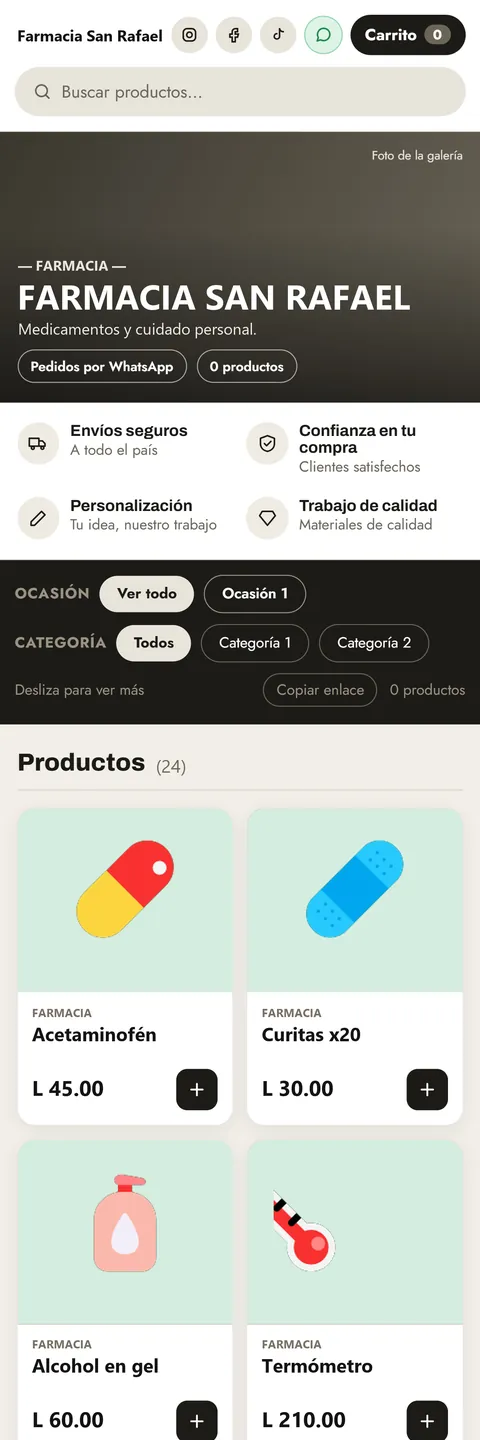 Farmacia San Rafael
Carrito 0
Buscar productos...
Foto de la galería
— FARMACIA —
FARMACIA SAN RAFAEL
Medicamentos y cuidado personal.
Pedidos por WhatsApp
0 productos
Envíos seguros
A todo el país
Confianza en tu
compra
Clientes satisfechos
Personalización
Tu idea, nuestro trabajo
Trabajo de calidad
Materiales de calidad
OCASIÓN Ver todo Ocasión 1
CATEGORÍA Todos Categoría 1 Categoría 2
Desliza para ver más Copiar enlace 0 productos
Productos (24)
FARMACIA
Acetaminofén
L 45.00 +
FARMACIA
Curitas x20
L 30.00 +
FARMACIA
Alcohol en gel
L 60.00 +
FARMACIA
Termómetro
L 210.00 +